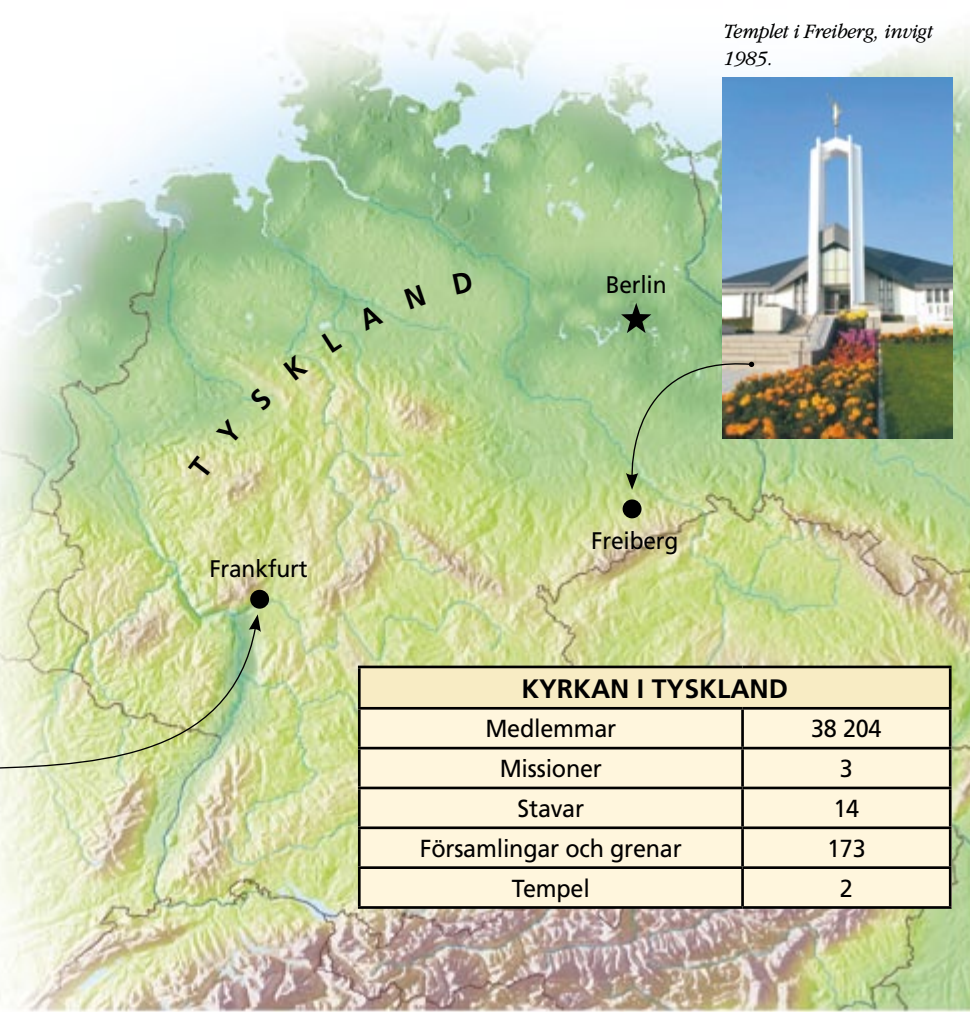 Templet i Freiberg, invigt
1985.
TYSKLAND
Berlin
Freiberg
Frankfurt
KYRKAN I TYSKLAND
Medlemmar 38 204
Missioner 3
Stavar 14
Församlingar och grenar 173
Tempel 2